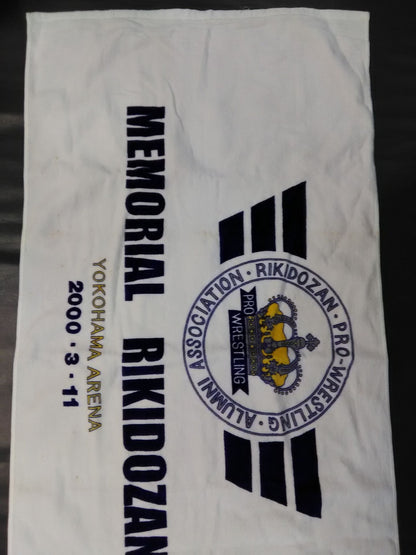 RIKIDOZAN · PRO-WRESTLING · ALUMNI ASSOCIATION ·
PRO
WRESTLING
MEMORIAL RIKIDOZAN
YOKOHAMA ARENA
2000·3·11